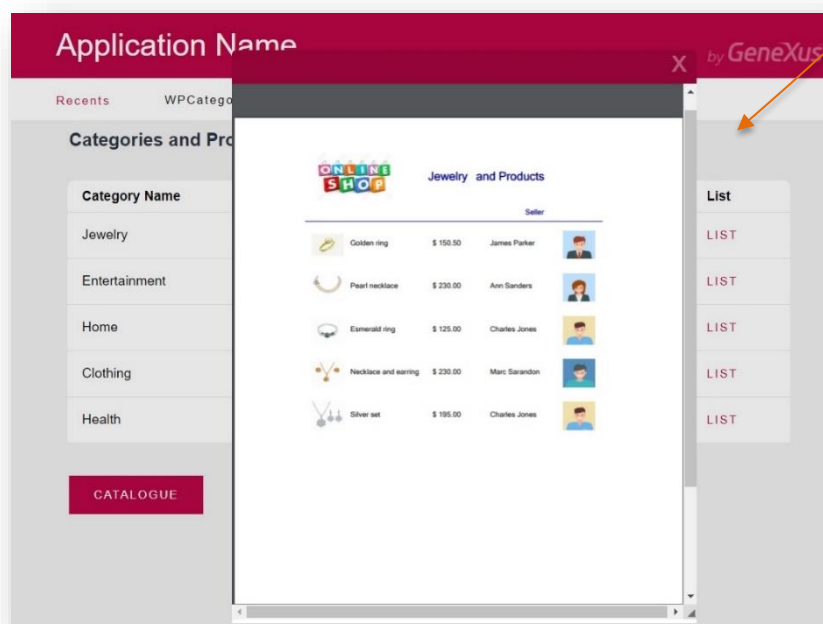 Application Name
X
by GeneXus
Recents WPCatego
Categories and Pro
ONLINE
SHOP
Jewelry and Products
Seller
Category Name List
Jewelry LIST
Entertainment LIST
Home LIST
Clothing LIST
Health LIST
Golden ring $ 150.50 James Parker
Pearl necklace $ 230.00 Ann Sanders
Esmerald ring $ 125.00 Charles Jones
Necklace and earring $ 230.00 Marc Sarandon
Silver set $ 195.00 Charles Jones
CATALOGUE